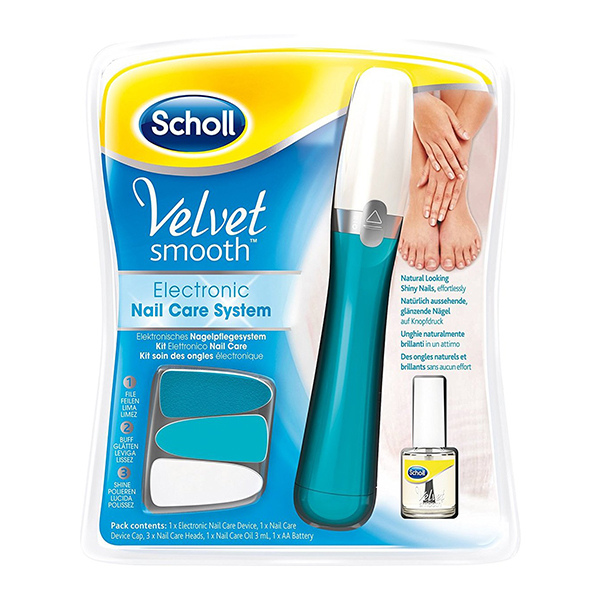 Scholl
Velvet
smooth™
Electronic
Nail Care System
Elektronisches Nagelpflegesystem
Kit Elettronico Nail Care
Kit soin des ongles électronique
1
FILE
FEILEN
LIMA
LIMEZ
2
BUFF
GLÄTTEN
LEVIGA
LISSEZ
3
SHINE
POLIEREN
LUCIDA
POLISSEZ
Natural Looking
Shiny Nails, effortlessly
Natürlich aussehende,
glänzende Nägel
auf Knopfdruck
Unghie naturalmente
brillanti in un attimo
Des ongles naturels et
brillants sans aucun effort
Scholl
Velvet
smooth
Pack contents: 1 x Electronic Nail Care Device, 1 x Nail Care
Device Cap, 3 x Nail Care Heads, 1 x Nail Care Oil 3 mL, 1 x AA Battery